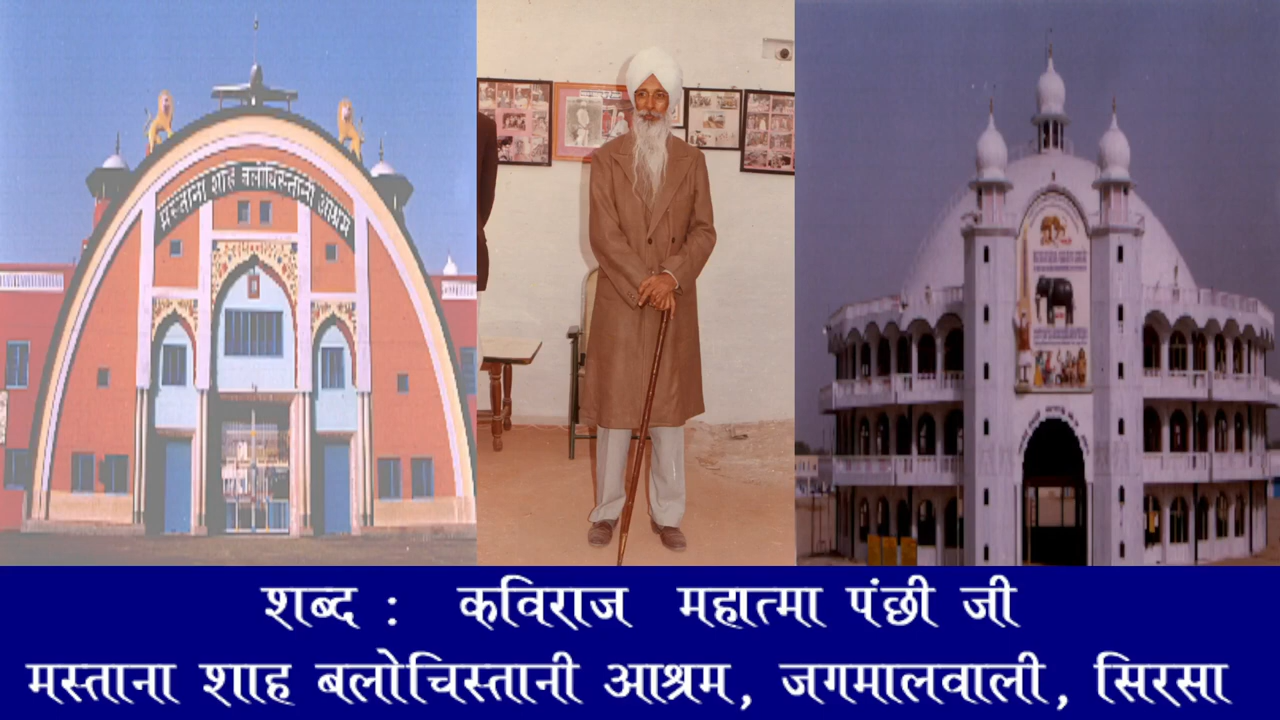 मस्ताना शाह बलोचिस्तानी आश्रम
शब्द : कविराज महात्मा पंछी जी
मस्ताना शाह बलोचिस्तानी आश्रम, जगमालवाली, सिरसा